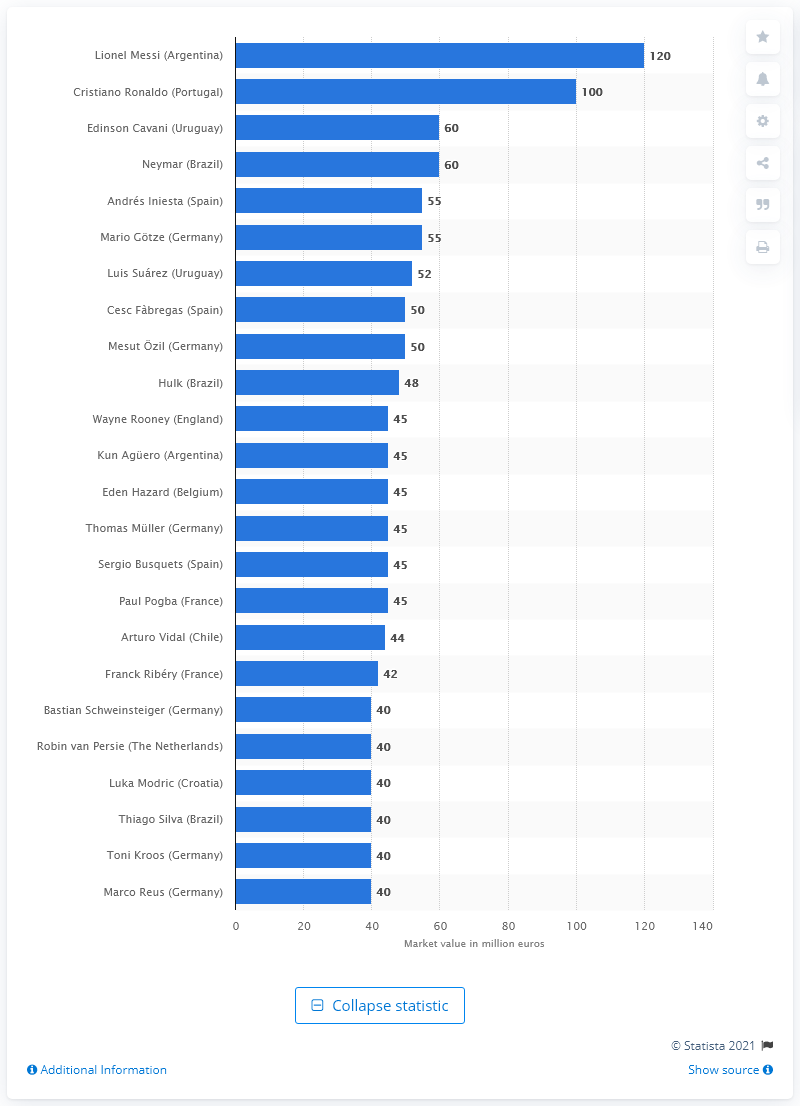 Lionel Messi (Argentina) 120
Cristiano Ronaldo (Portugal) 100
Edinson Cavani (Uruguay) 60
Neymar (Brazil) 60
Andrés Iniesta (Spain) 55
Mario Götze (Germany) 55
Luis Suárez (Uruguay) 52
Cesc Fàbregas (Spain) 50
Mesut Özil (Germany) 50
Hulk (Brazil) 48
Wayne Rooney (England) 45
Kun Agüero (Argentina) 45
Eden Hazard (Belgium) 45
Thomas Müller (Germany) 45
Sergio Busquets (Spain) 45
Paul Pogba (France) 45
Arturo Vidal (Chile) 44
Franck Ribéry (France) 42
Bastian Schweinsteiger (Germany) 40
Robin van Persie (The Netherlands) 40
Luka Modric (Croatia) 40
Thiago Silva (Brazil) 40
Toni Kroos (Germany) 40
Marco Reus (Germany) 40
0 20 40 60 80 100 120 140
Market value in million euros
Collapse statistic
© Statista 2021
Additional Information Show source